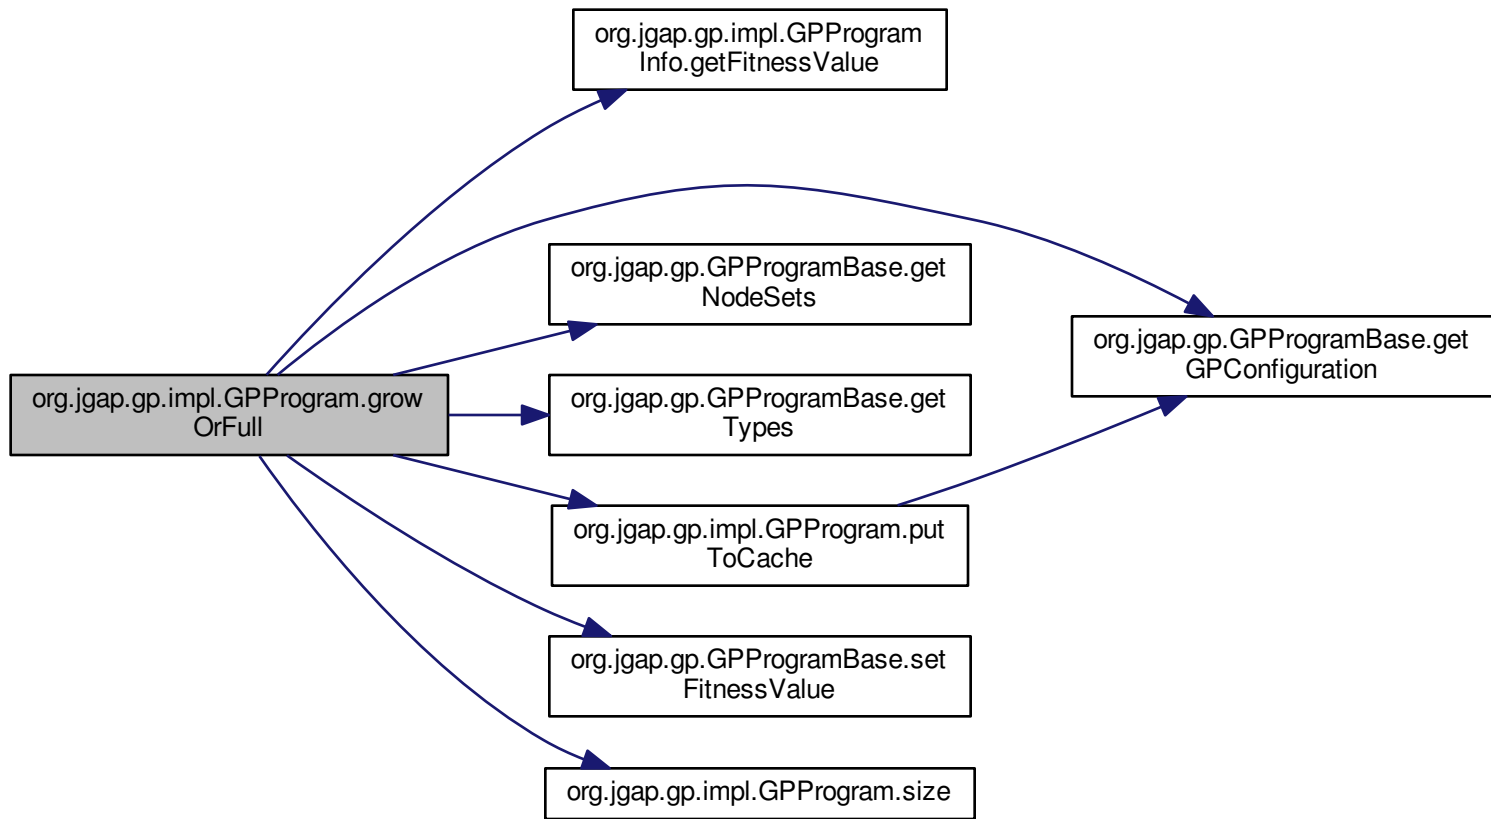 org.jgap.gp.impl.GPProgram
Info.getFitnessValue
org.jgap.gp.GPProgramBase.get
NodeSets
org.jgap.gp.GPProgramBase.get
GPConfiguration
org.jgap.gp.impl.GPProgram.grow
OrFull
org.jgap.gp.GPProgramBase.get
Types
org.jgap.gp.impl.GPProgram.put
ToCache
org.jgap.gp.GPProgramBase.set
FitnessValue
org.jgap.gp.impl.GPProgram.size